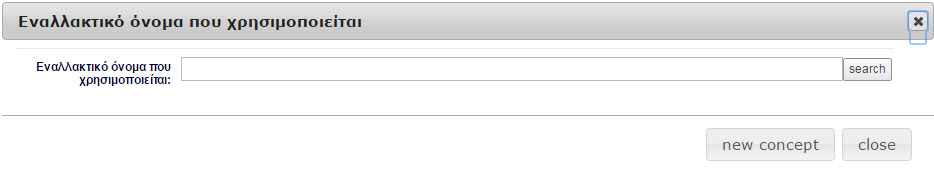 Εναλλακτικό όνομα που χρησιμοποιείται
Εναλλακτικό όνομα που
χρησιμοποιείται:
search
new concept close